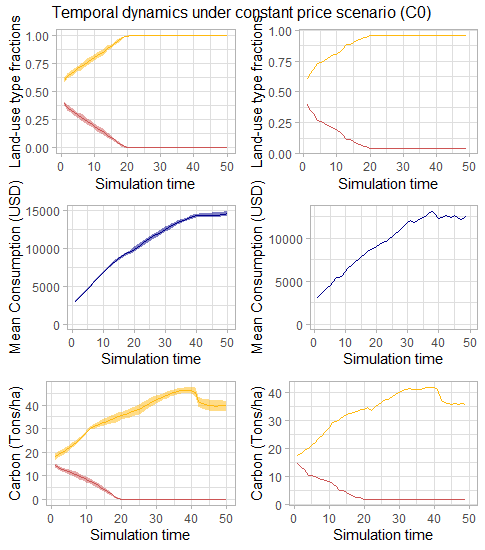 Temporal dynamics under constant price scenario (C0)
Land-use type fractions
1.00
0.75
0.50
0.25
0.00
0 10 20 30 40 50
Simulation time
Land-use type fractions
1.00
0.75
0.50
0.25
0.00
0 10 20 30 40 50
Simulation time
Mean Consumption (USD)
15000
10000
5000
0
0 10 20 30 40 50
Simulation time
Mean Consumption (USD)
10000
5000
0
0 10 20 30 40 50
Simulation time
Carbon (Tons/ha)
40
30
20
10
0
0 10 20 30 40 50
Simulation time
Carbon (Tons/ha)
40
30
20
10
0
0 10 20 30 40 50
Simulation time